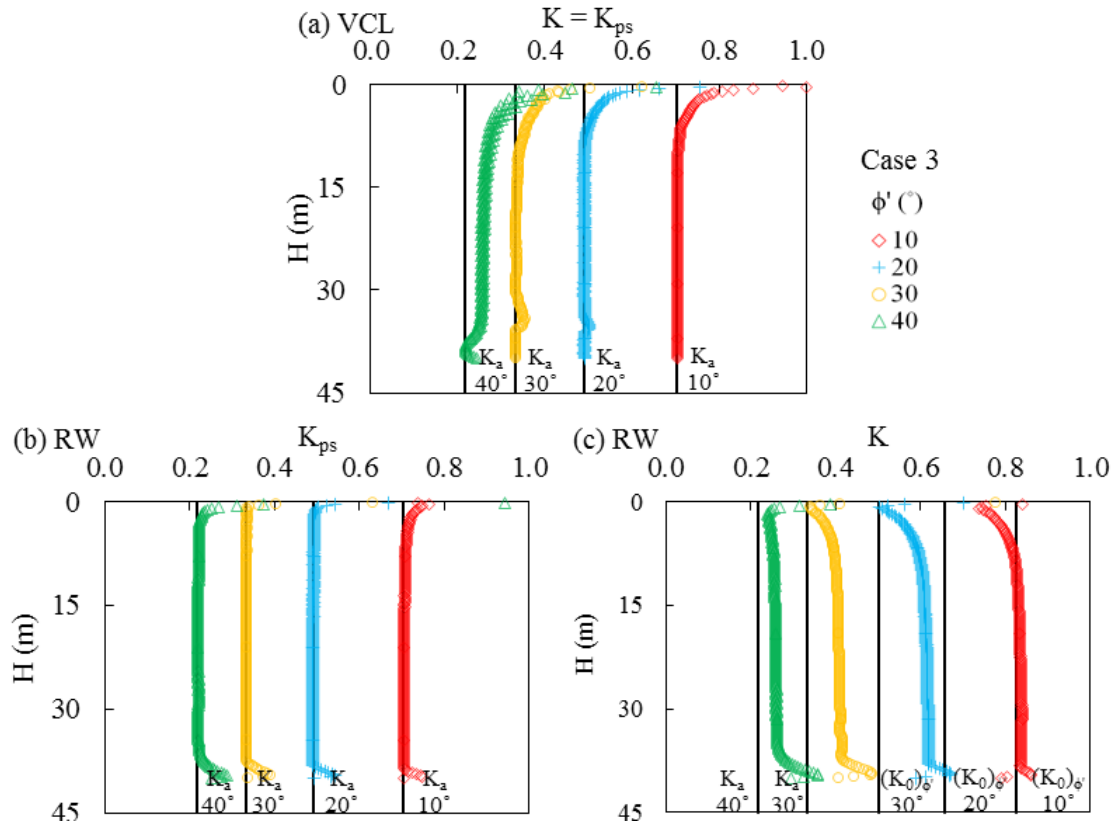 (a) VCL K = Kps
0.0 0.2 0.4 0.6 0.8 1.0
0
15
30
45
H (m)
Ka Ka Ka Ka
40° 30° 20° 10°
Case 3
ϕ' (°)
10
20
30
40
(b) RW Kps
0.0 0.2 0.4 0.6 0.8 1.0
0
15
30
45
H (m)
Ka Ka Ka Ka
40° 30° 20° 10°
(c) RW K
0.0 0.2 0.4 0.6 0.8 1.0
0
15
30
45
H (m)
Ka Ka (K0)ϕ' (K0)ϕ' (K0)ϕ'
40° 30° 30° 20° 10°